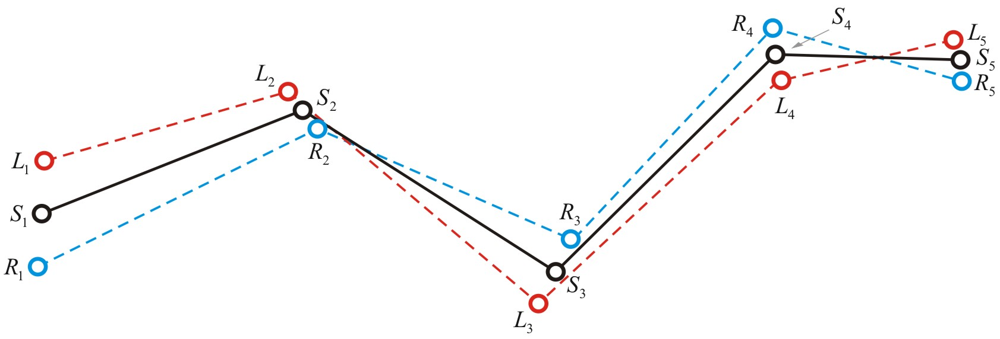 L₁
S₁
R₁
L₂
S₂
R₂
R₃
S₃
L₃
R₄
S₄
L₄
L₅
S₅
R₅